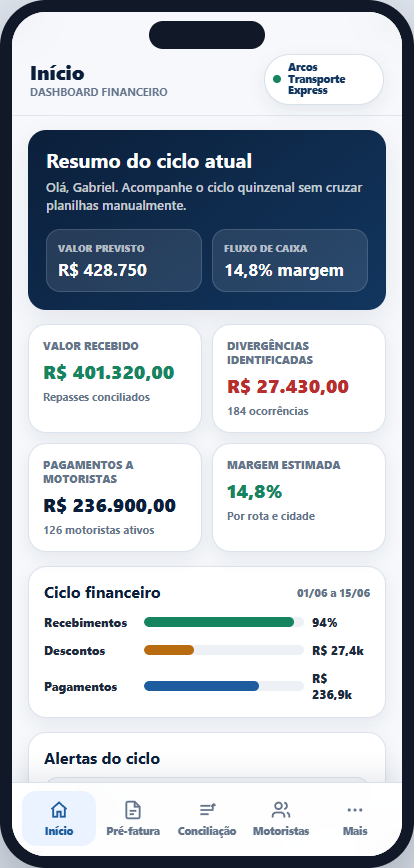 Início
DASHBOARD FINANCEIRO
Arcos
Transporte
Express
Resumo do ciclo atual
Olá, Gabriel. Acompanhe o ciclo quinzenal sem cruzar
planilhas manualmente.
VALOR PREVISTO
R$ 428.750
FLUXO DE CAIXA
14,8% margem
VALOR RECEBIDO
R$ 401.320,00
Repasses conciliados
DIVERGÊNCIAS
IDENTIFICADAS
R$ 27.430,00
184 ocorrências
PAGAMENTOS A
MOTORISTAS
R$ 236.900,00
126 motoristas ativos
MARGEM ESTIMADA
14,8%
Por rota e cidade
Ciclo financeiro
01/06 a 15/06
Recebimentos
94%
Descontos
R$ 27,4k
Pagamentos
R$
236,9k
Alertas do ciclo
Início
Pré-fatura
Conciliação
Motoristas
Mais